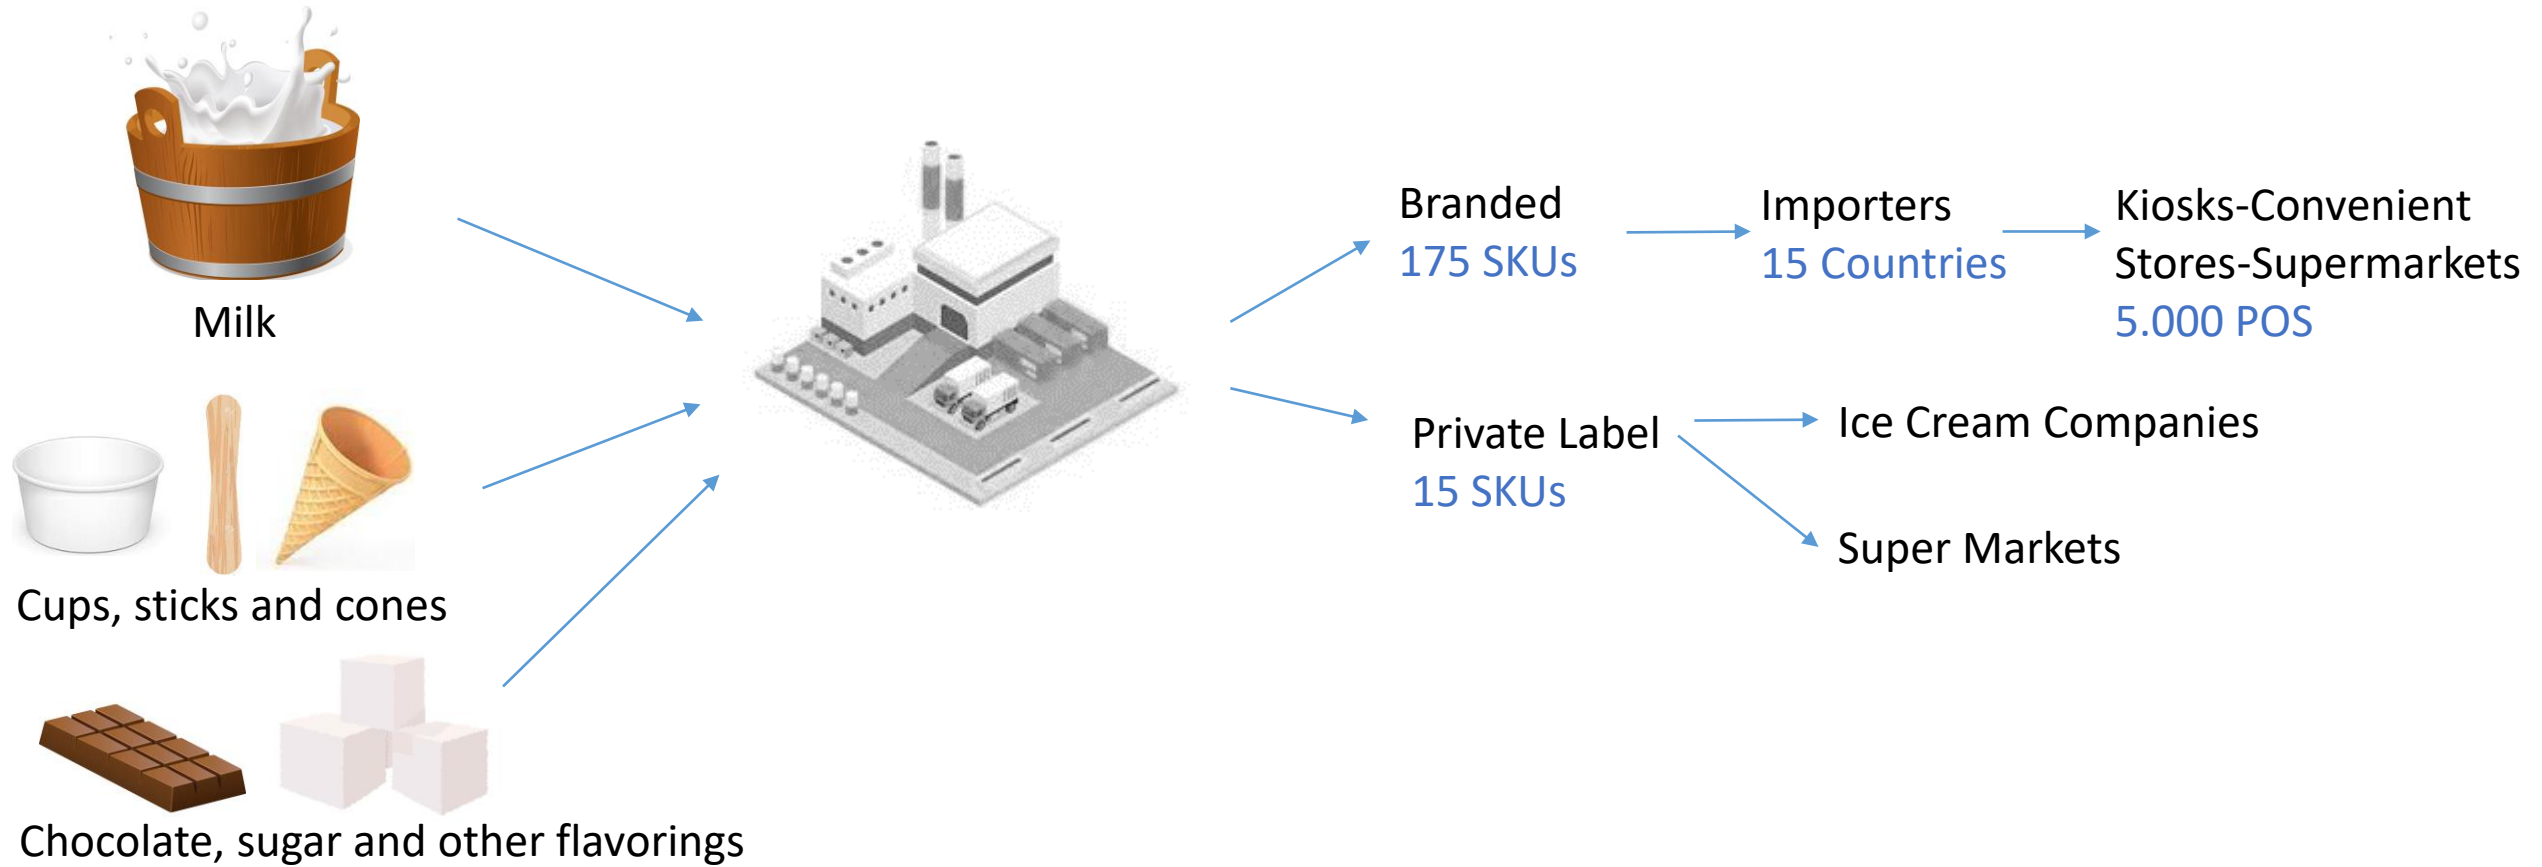 Milk
Cups, sticks and cones
Chocolate, sugar and other flavorings
Branded
175 SKUs
Importers
15 Countries
Kiosks-Convenient
Stores-Supermarkets
5.000 POS
Private Label
15 SKUs
Ice Cream Companies
Super Markets